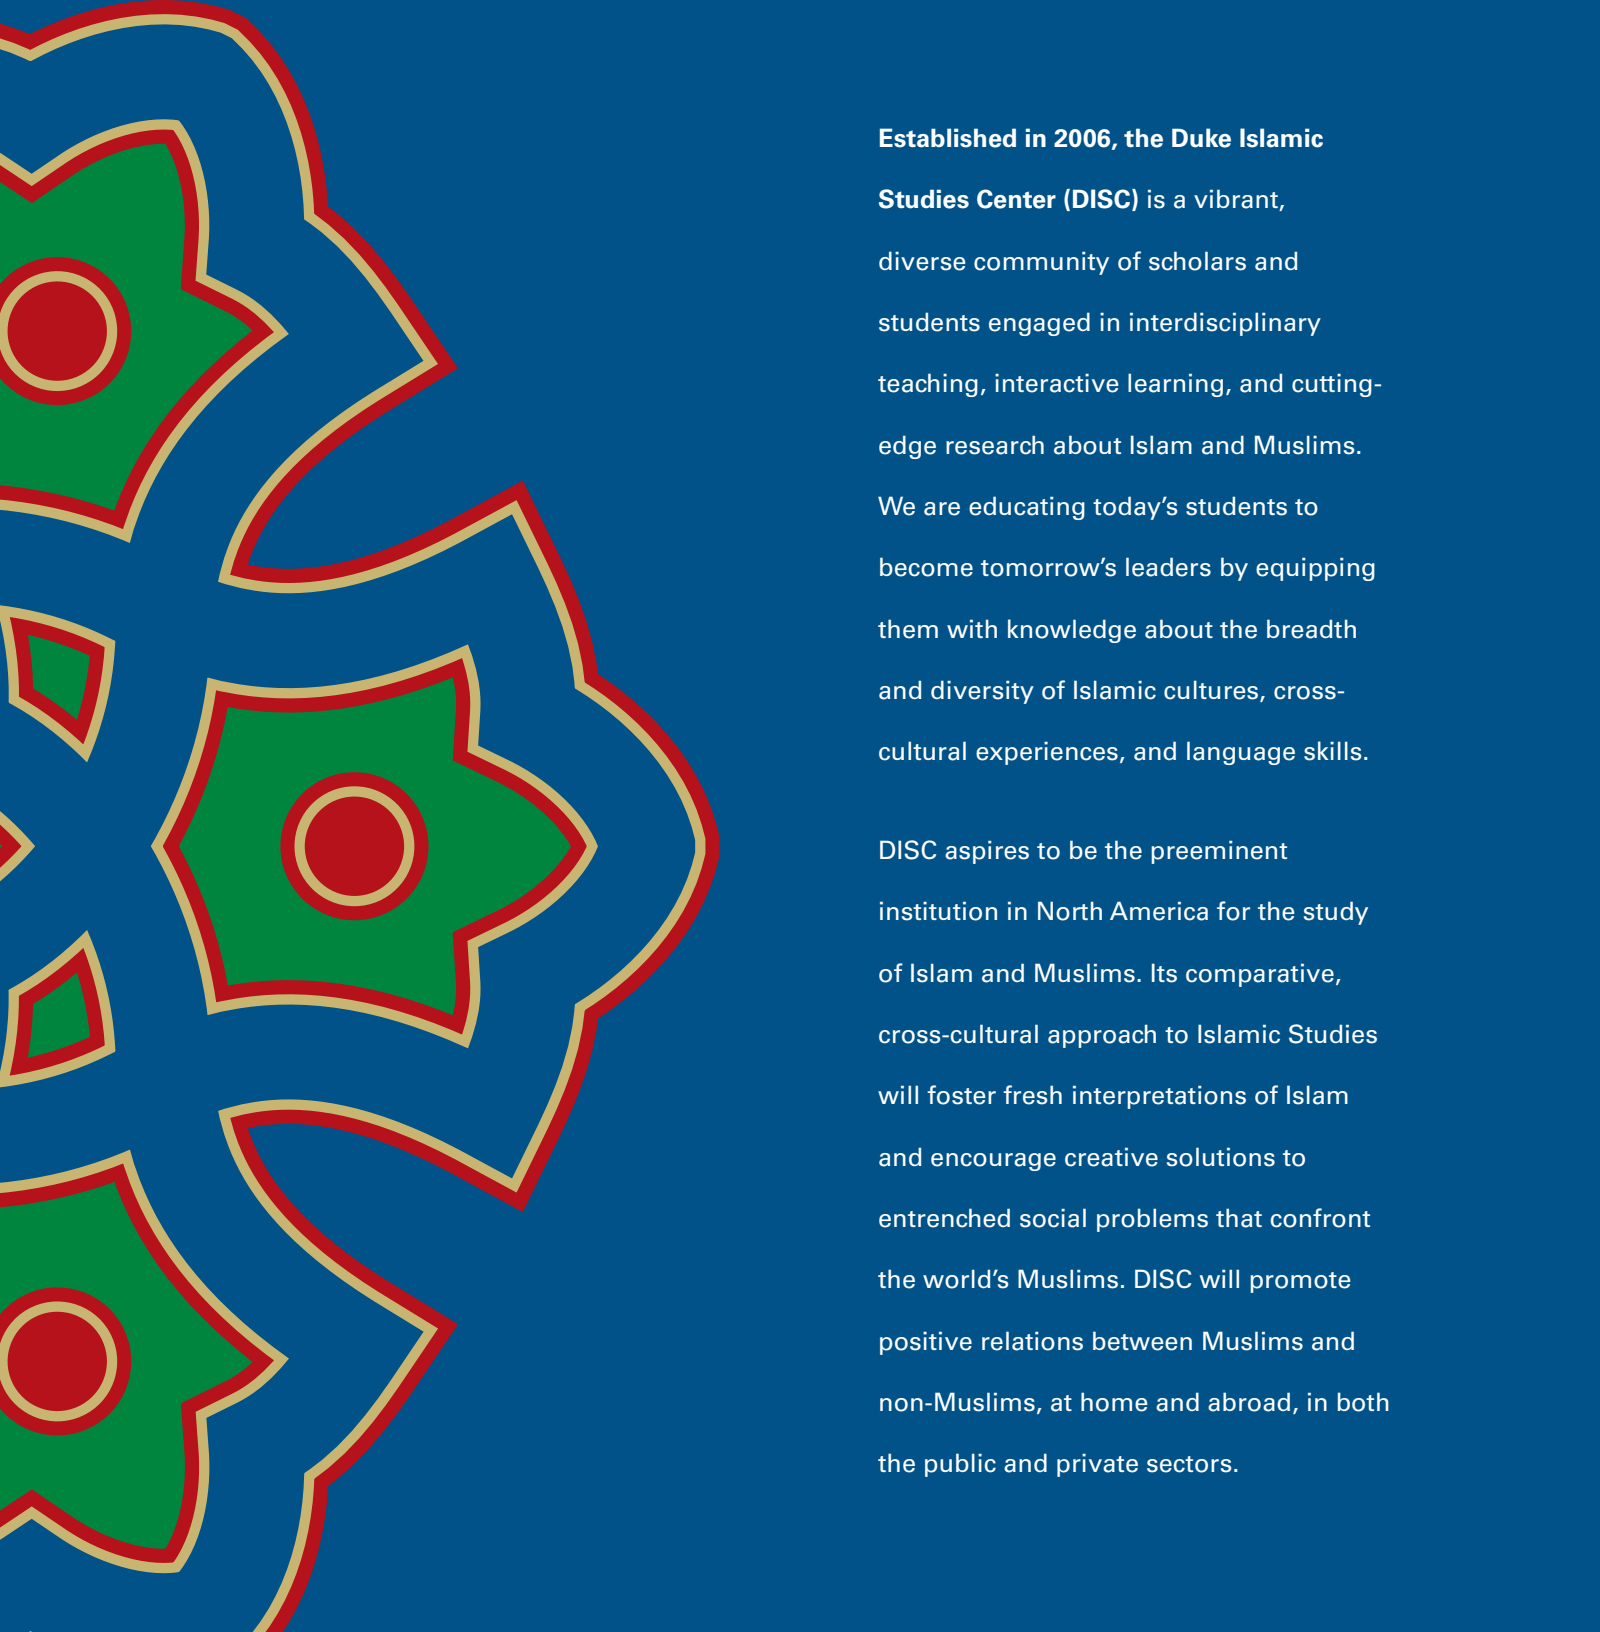 Established in 2006, the Duke Islamic
Studies Center (DISC) is a vibrant,
diverse community of scholars and
students engaged in interdisciplinary
teaching, interactive learning, and cutting-
edge research about Islam and Muslims.
We are educating today’s students to
become tomorrow’s leaders by equipping
them with knowledge about the breadth
and diversity of Islamic cultures, cross-
cultural experiences, and language skills.
DISC aspires to be the preeminent
institution in North America for the study
of Islam and Muslims. Its comparative,
cross-cultural approach to Islamic Studies
will foster fresh interpretations of Islam
and encourage creative solutions to
entrenched social problems that confront
the world’s Muslims. DISC will promote
positive relations between Muslims and
non-Muslims, at home and abroad, in both
the public and private sectors.